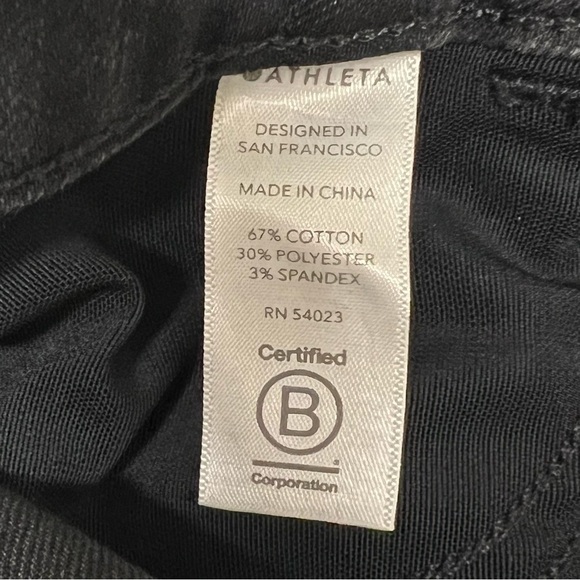 ATHLETA
DESIGNED IN
SAN FRANCISCO
MADE IN CHINA
67% COTTON
30% POLYESTER
3% SPANDEX
RN 54023
Certified
B
Corporation